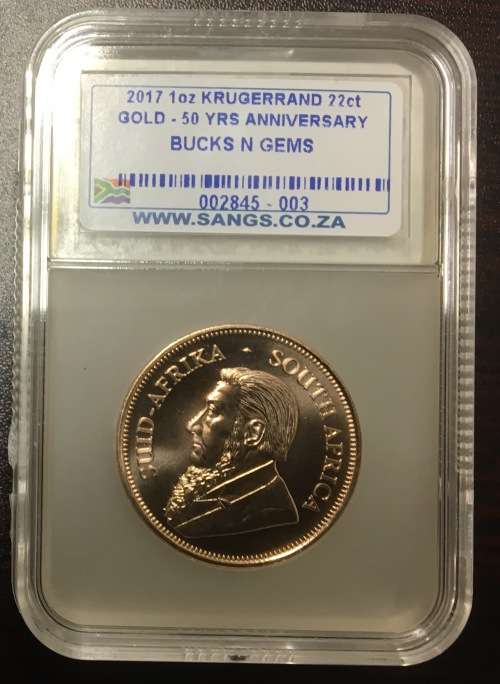 2017 1oz KRUGERRAND 22ct
GOLD - 50 YRS ANNIVERSARY
BUCKS N GEMS
002845 - 003
WWW.SANGS.CO.ZA
SUID-AFRIKA · SOUTH AFRICA